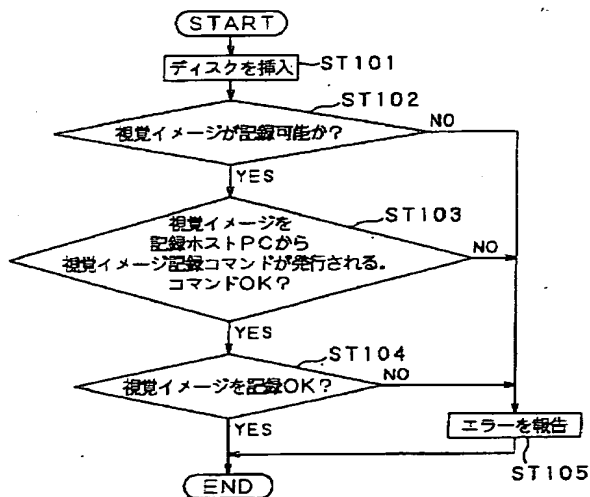 START
ディスクを挿入
ST101
ST102
視覚イメージが記録可能か?
NO
YES
ST103
視覚イメージを
記録ホストPCから
視覚イメージ記録コマンドが発行される。
コマンドOK?
NO
YES
ST104
視覚イメージを記録OK?
NO
YES
エラーを報告
ST105
END